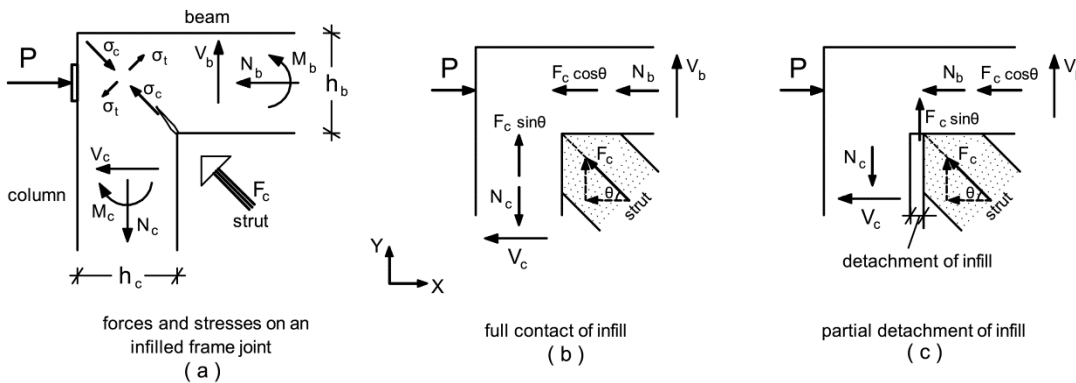 beam
P
σc
σt
Vb
Nb
Mb
hb
σt
σc
Vc
column
Mc
Nc
Fc
strut
hc
forces and stresses on an
infilled frame joint
( a )
P
Fc cosθ
Nb
Vb
Fc sinθ
Fc
Nc
θ
strut
Vc
Y
X
full contact of infill
( b )
P
Nb
Fc cosθ
Fc sinθ
Nc
Fc
θ
strut
Vc
detachment of infill
partial detachment of infill
( c )